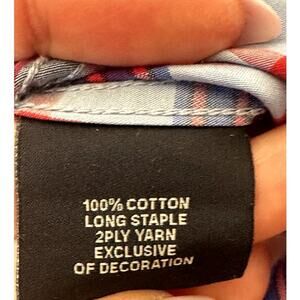 100% COTTON
LONG STAPLE
2PLY YARN
EXCLUSIVE
OF DECORATION